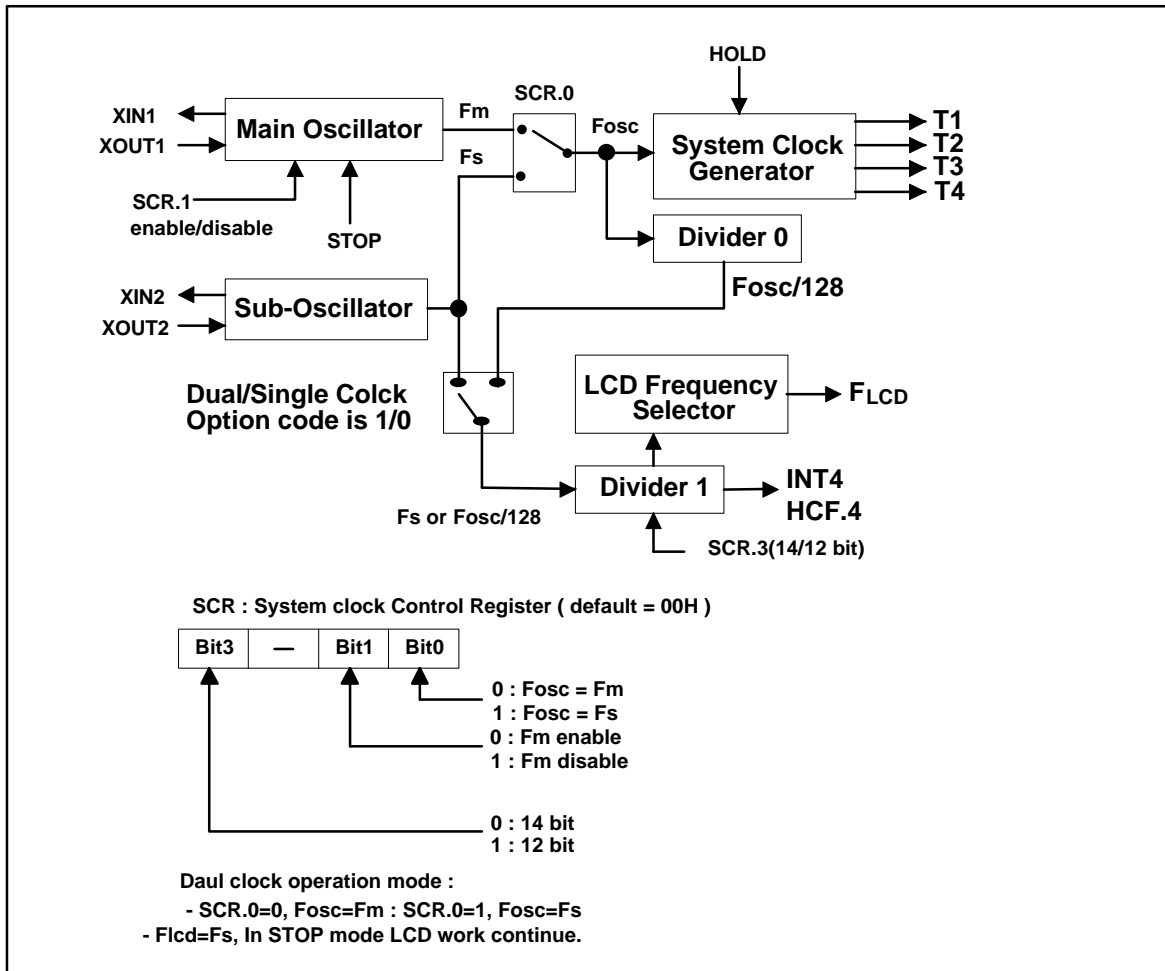 HOLD
SCR.0
XIN1
XOUT1
Main Oscillator
Fm
Fs
Fosc
System Clock
Generator
T1
T2
T3
T4
SCR.1
enable/disable
STOP
Divider 0
Fosc/128
XIN2
XOUT2
Sub-Oscillator
Dual/Single Colck
Option code is 1/0
LCD Frequency
Selector
FLCD
Divider 1
INT4
HCF.4
Fs or Fosc/128
SCR.3(14/12 bit)
SCR : System clock Control Register ( default = 00H )
Bit3 — Bit1 Bit0
0 : Fosc = Fm
1 : Fosc = Fs
0 : Fm enable
1 : Fm disable
0 : 14 bit
1 : 12 bit
Daul clock operation mode :
- SCR.0=0, Fosc=Fm : SCR.0=1, Fosc=Fs
- Flcd=Fs, In STOP mode LCD work continue.